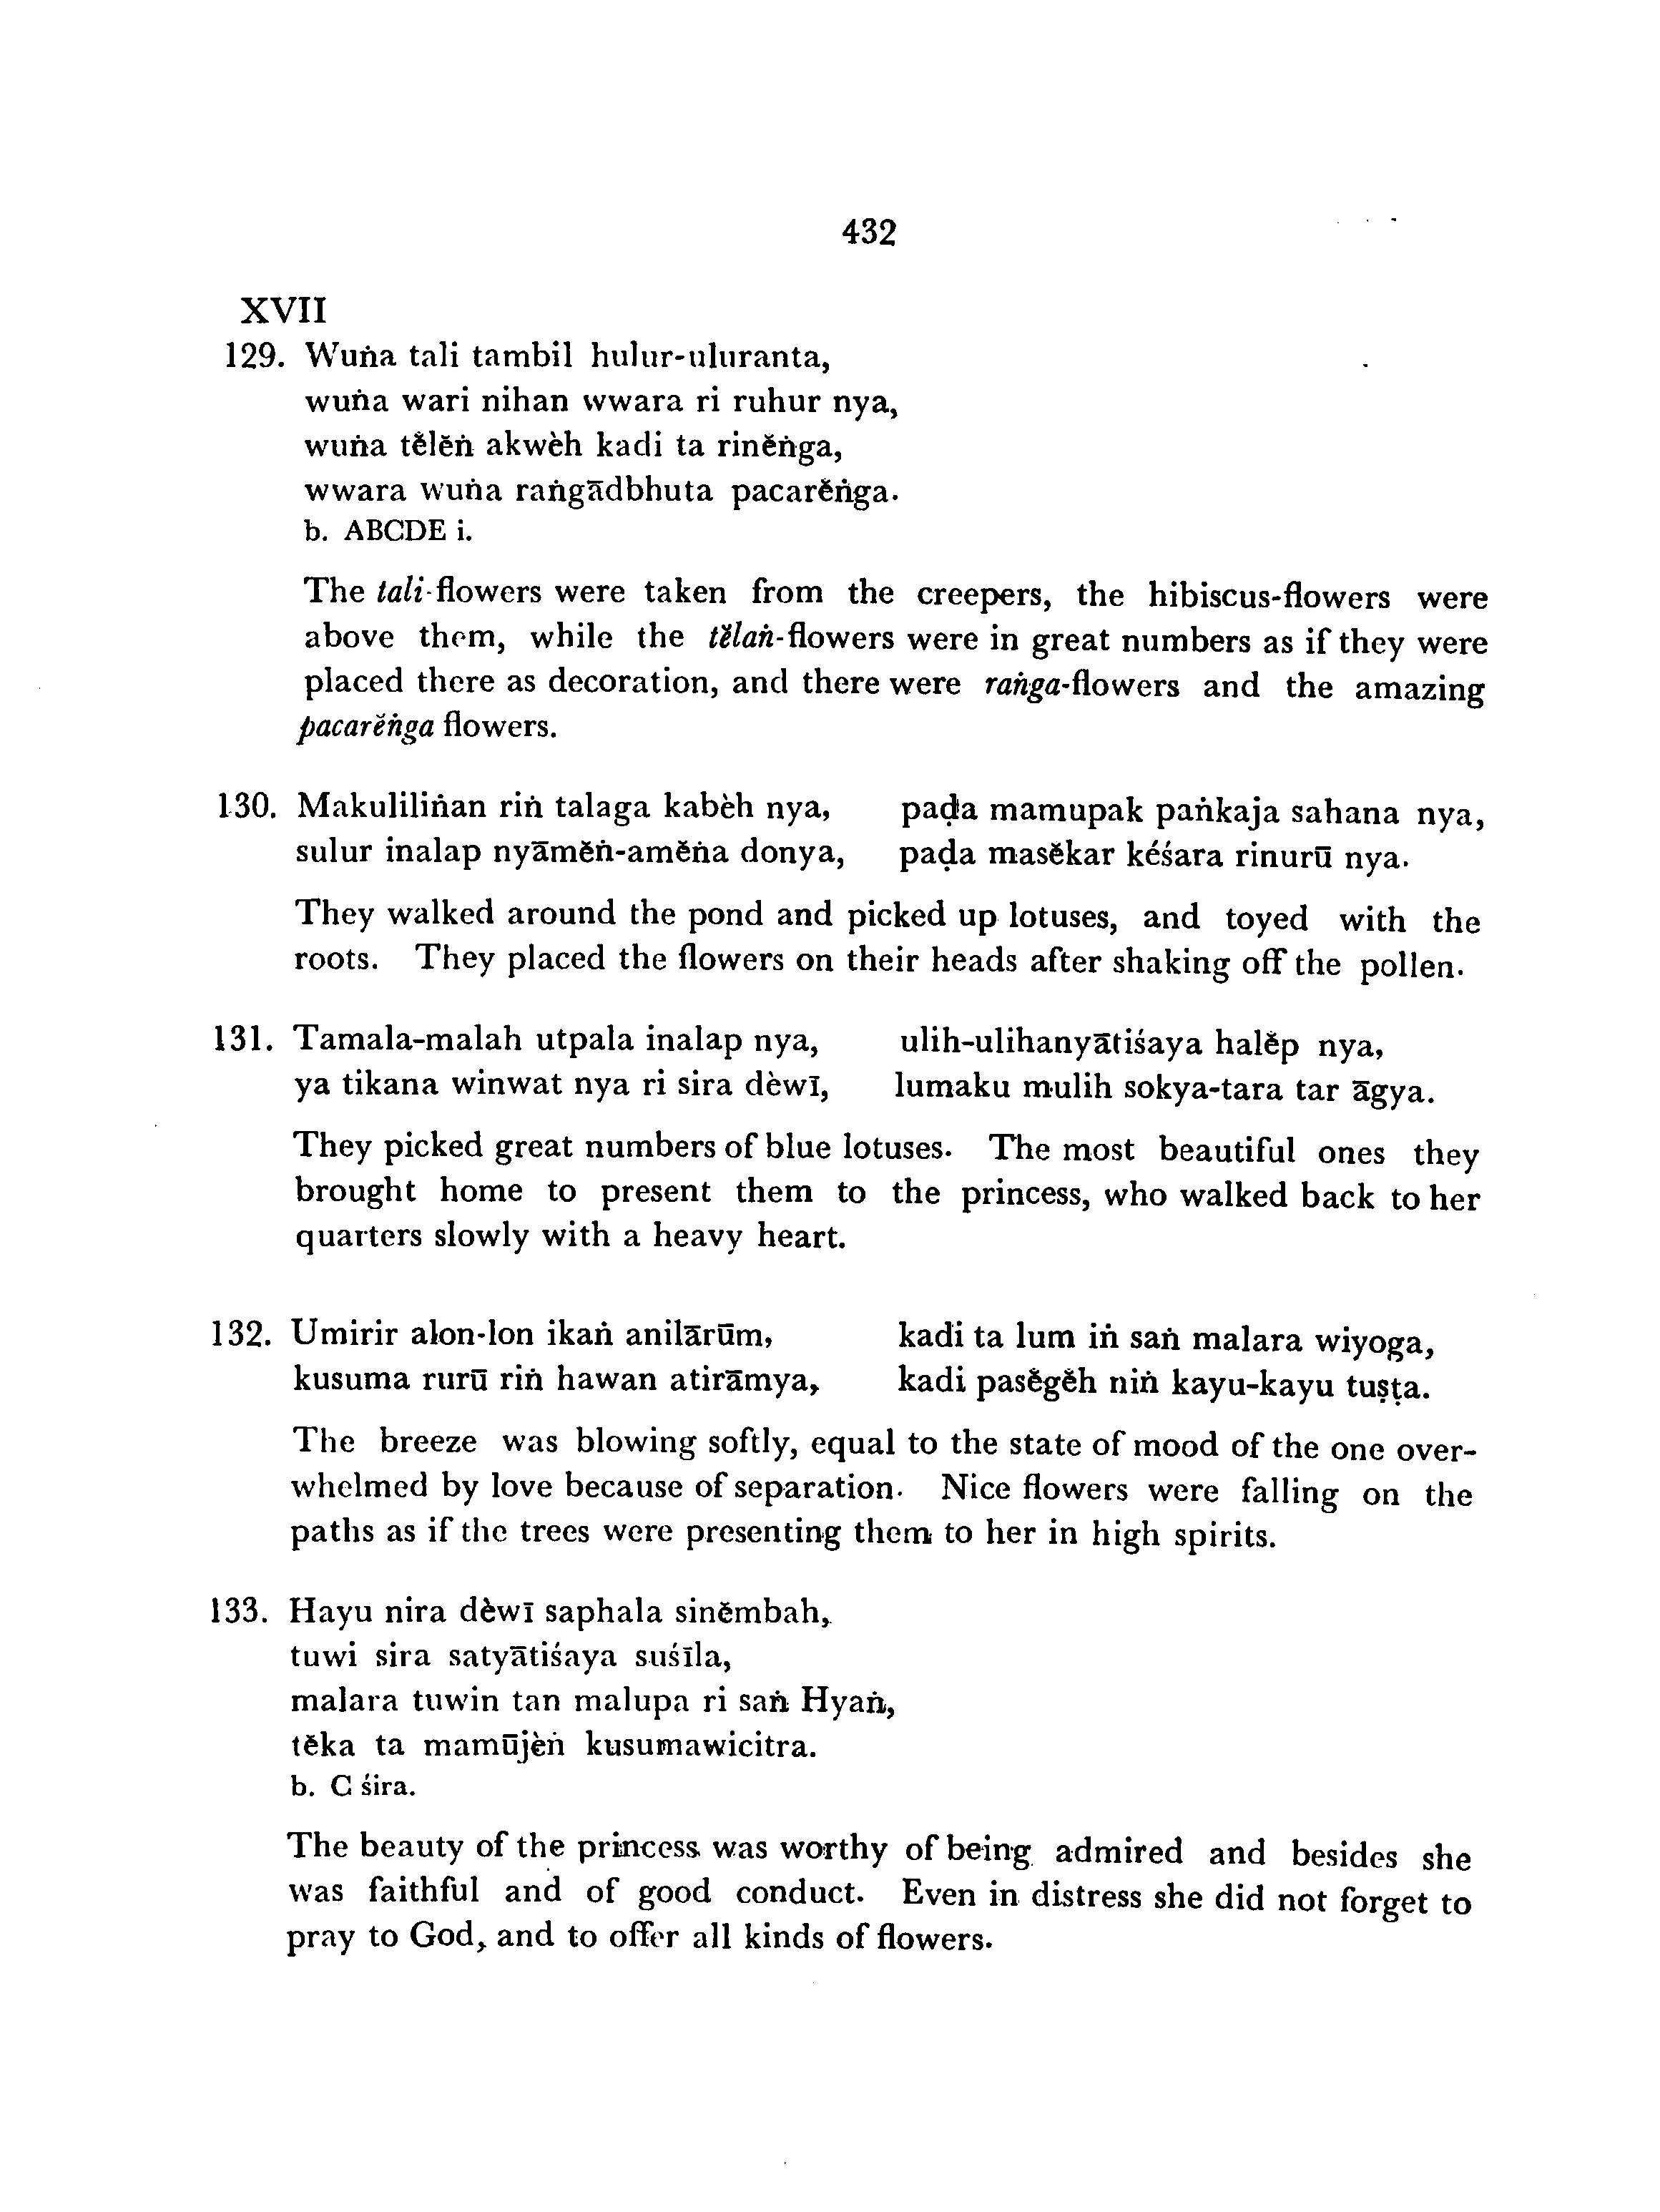 432
XVII
129. Wuṅa tali tambil hulur-uluranta,
wuṅa wari nihan wwara ri ruhur nya,
wuṅa tĕlĕṅ akwèh kadi ta rinĕṅga,
wwara wuṅa raṅgādbhuta pacarĕṅga.
b. ABCDE i.
The tali-flowers were taken from the creepers, the hibiscus-flowers were
above them, while the tĕlaṅ-flowers were in great numbers as if they were
placed there as decoration, and there were raṅga-flowers and the amazing
pacarĕṅga flowers.
130. Makuliliṅan riṅ talaga kabèh nya, paḍa mamupak paṅkaja sahana nya,
sulur inalap nyāmĕṅ-amĕṅa donya, paḍa masĕkar kéśara rinurū nya.
They walked around the pond and picked up lotuses, and toyed with the
roots. They placed the flowers on their heads after shaking off the pollen.
131. Tamala-malah utpala inalap nya, ulih-ulihanyātiśaya halĕp nya,
ya tikana winwat nya ri sira dèwī, lumaku mulih sokya-tara tar āgya.
They picked great numbers of blue lotuses. The most beautiful ones they
brought home to present them to the princess, who walked back to her
quarters slowly with a heavy heart.
132. Umirir alon-lon ikaṅ anilārūm, kadi ta lum iṅ saṅ malara wiyoga,
kusuma rurū riṅ hawan atirāmya, kadi pasĕgĕh niṅ kayu-kayu tuṣṭa.
The breeze was blowing softly, equal to the state of mood of the one over-
whelmed by love because of separation. Nice flowers were falling on the
paths as if the trees were presenting them to her in high spirits.
133. Hayu nira dèwī saphala sinĕmbah,
tuwi sira satyātiśaya suśīla,
malara tuwin tan malupa ri saṅ Hyaṅ,
tĕka ta mamūjèṅ kusumawicitra.
b. C śira.
The beauty of the princess was worthy of being admired and besides she
was faithful and of good conduct. Even in distress she did not forget to
pray to God, and to offer all kinds of flowers.